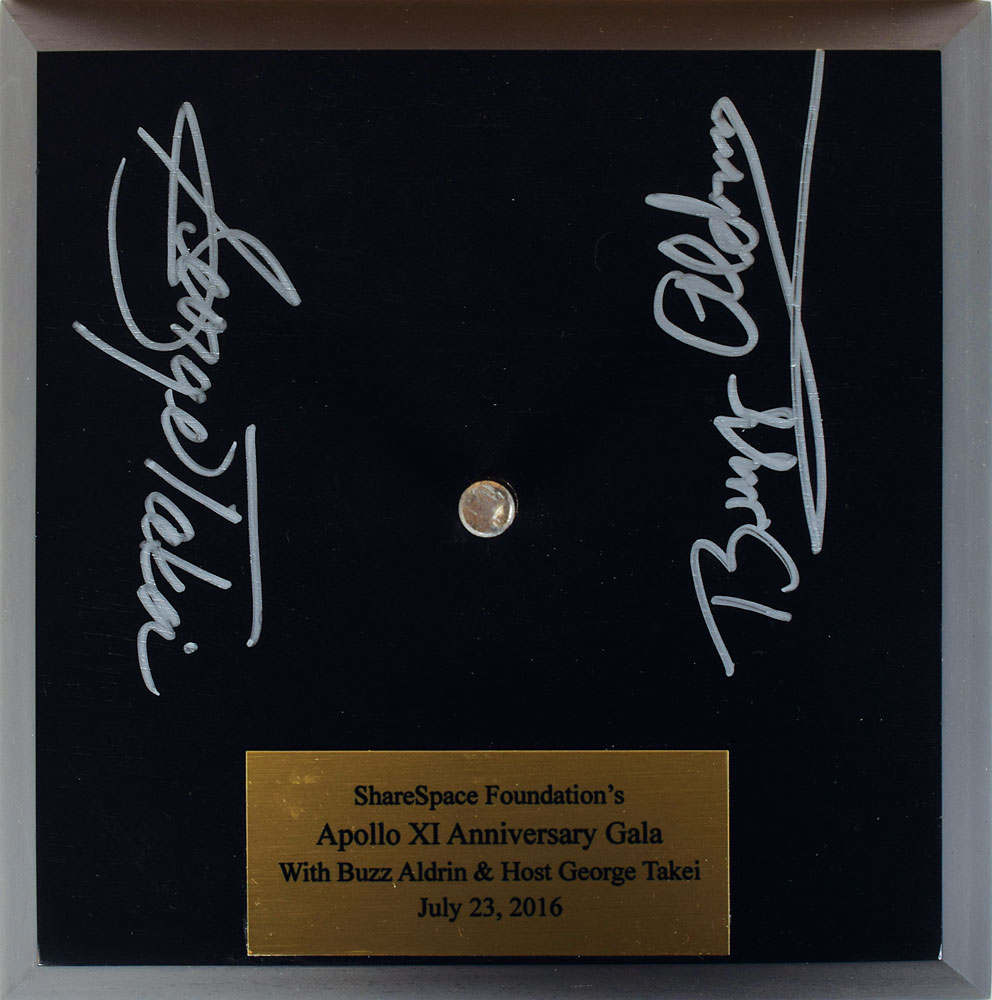 George Takei
Buzz Aldrin
ShareSpace Foundation's
Apollo XI Anniversary Gala
With Buzz Aldrin & Host George Takei
July 23, 2016